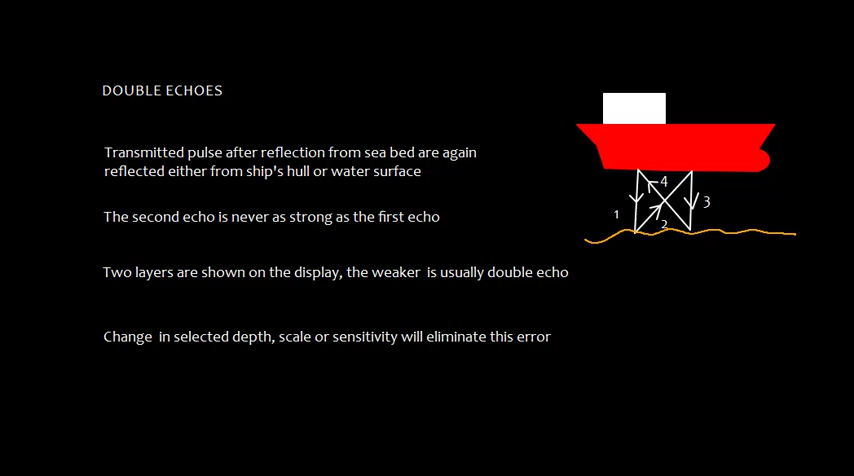 DOUBLE ECHOES
Transmitted pulse after reflection from sea bed are again
reflected either from ship's hull or water surface
The second echo is never as strong as the first echo
Two layers are shown on the display, the weaker  is usually double echo
Change  in selected depth, scale or sensitivity will eliminate this error
4
3
1
2